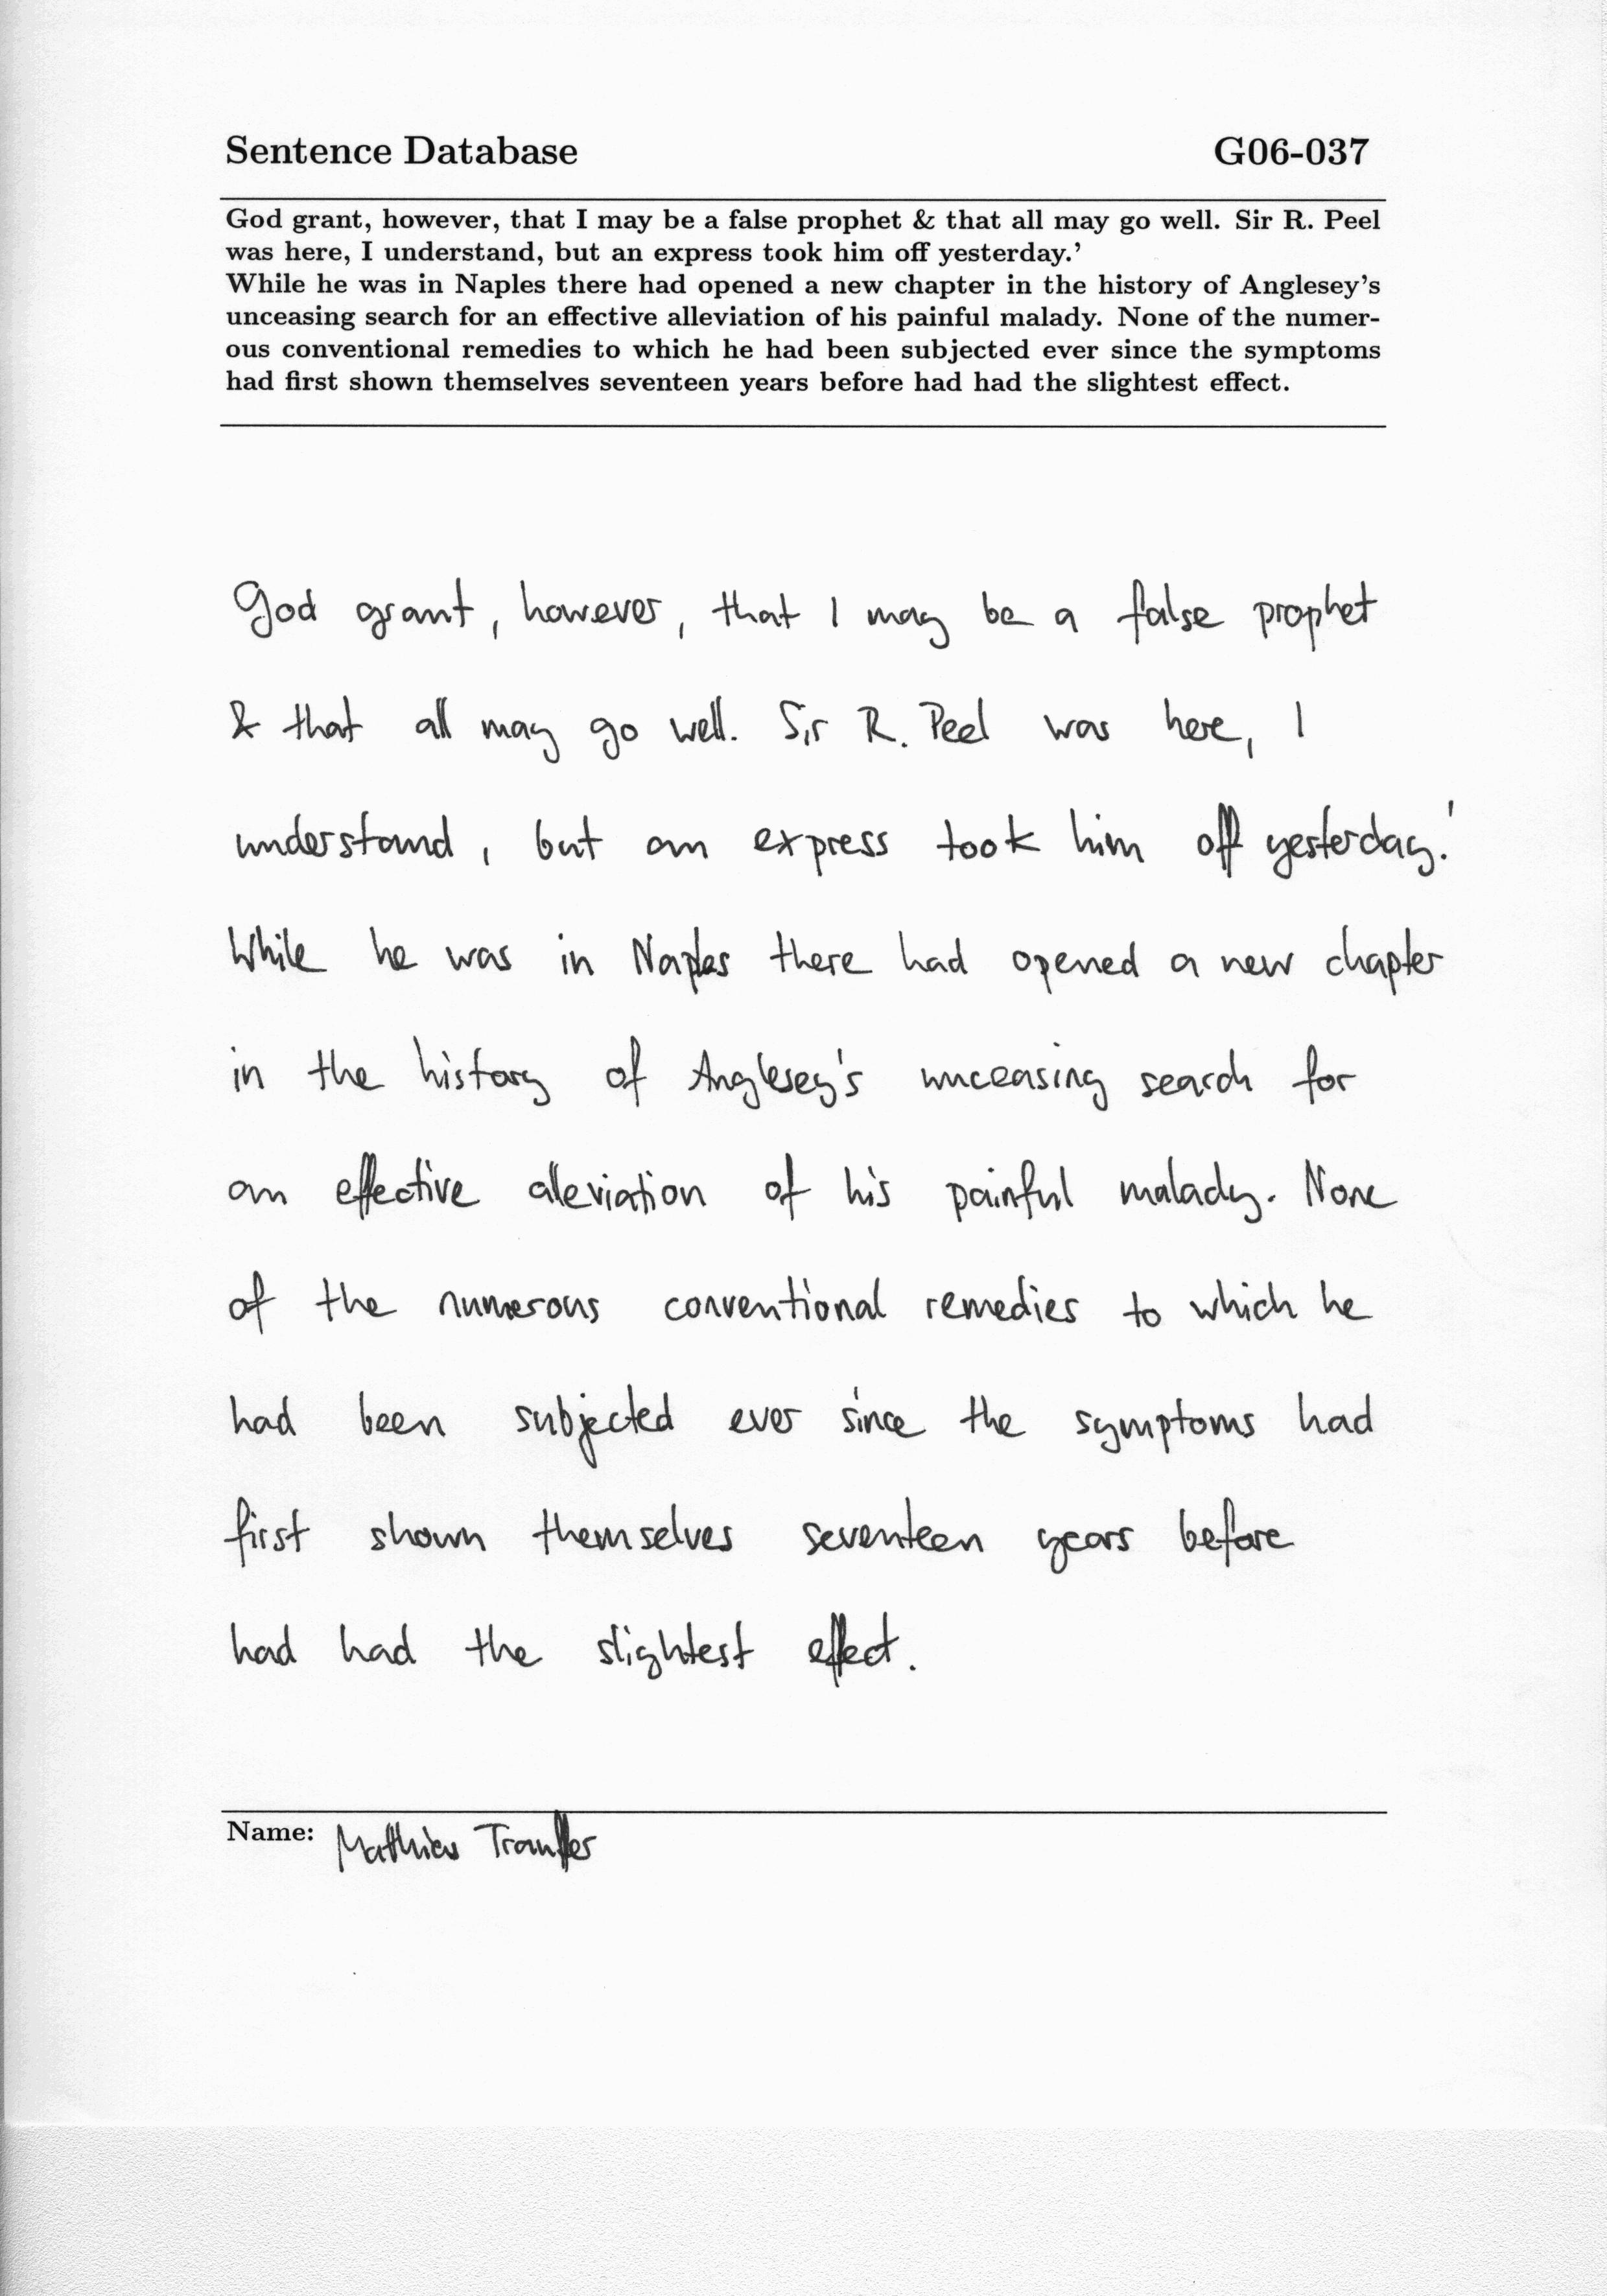 Sentence Database G06-037
God grant, however, that I may be a false prophet & that all may go well. Sir R. Peel
was here, I understand, but an express took him off yesterday.’
While he was in Naples there had opened a new chapter in the history of Anglesey’s
unceasing search for an effective alleviation of his painful malady. None of the numer-
ous conventional remedies to which he had been subjected ever since the symptoms
had first shown themselves seventeen years before had had the slightest effect.
God grant, however, that I may be a false prophet
& that all may go well. Sir R. Peel was here, I
understand, but an express took him off yesterday.'
While he was in Naples there had opened a new chapter
in the history of Anglesey's unceasing search for
an effective alleviation of his painful malady. None
of the numerous conventional remedies to which he
had been subjected ever since the symptoms had
first shown themselves seventeen years before
had had the slightest effect.
Name: